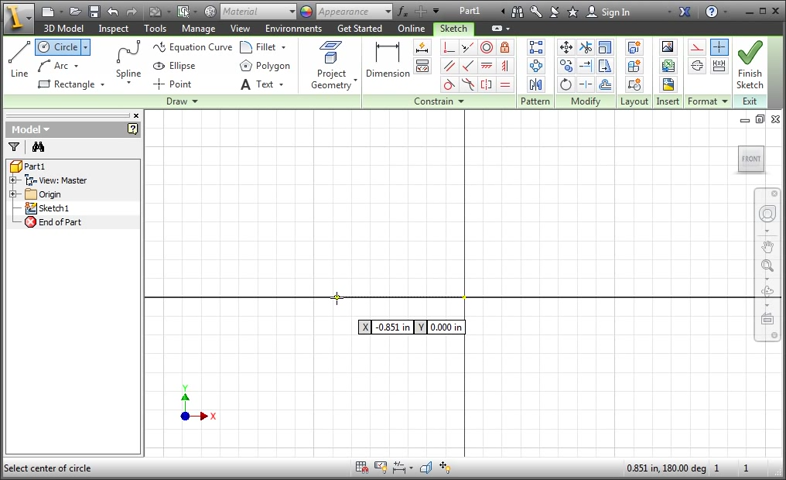 Material
Appearance
Part1
Sign In
3D Model
Inspect
Tools
Manage
View
Environments
Get Started
Online
Sketch
Circle
Equation Curve
Fillet
Line
Arc
Spline
Ellipse
Polygon
Project Geometry
Dimension
Finish Sketch
Rectangle
Point
Text
Draw
Constrain
Pattern
Modify
Layout
Insert
Format
Exit
Model
Part1
View: Master
Origin
Sketch1
End of Part
FRONT
X -0.851 in Y 0.000 in
Y
X
Select center of circle
0.851 in, 180.00 deg 1 1